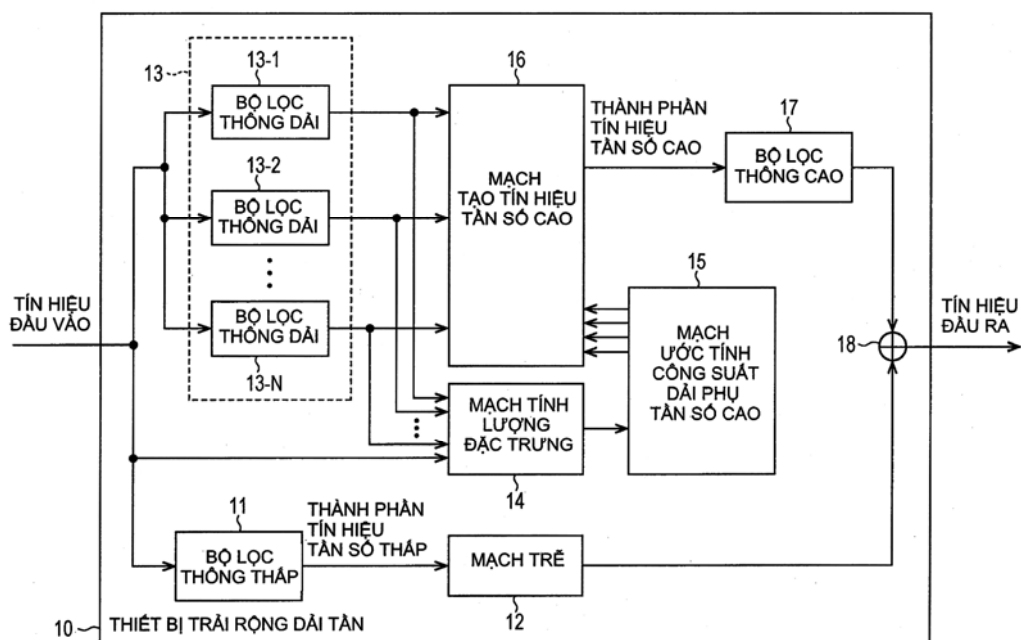 13
13-1
BỘ LỌC
THÔNG DẢI
13-2
BỘ LỌC
THÔNG DẢI
BỘ LỌC
THÔNG DẢI
13-N
16
MẠCH
TẠO TÍN HIỆU
TẦN SỐ CAO
THÀNH PHẦN
TÍN HIỆU
TẦN SỐ CAO
17
BỘ LỌC
THÔNG CAO
15
MẠCH
ƯỚC TÍNH
CÔNG SUẤT
DẢI PHỤ
TẦN SỐ CAO
TÍN HIỆU
ĐẦU VÀO
TÍN HIỆU
ĐẦU RA
18
MẠCH TÍNH
LƯỢNG
ĐẶC TRƯNG
14
11
BỘ LỌC
THÔNG THẤP
THÀNH PHẦN
TÍN HIỆU
TẦN SỐ THẤP
MẠCH TRỄ
12
10
THIẾT BỊ TRẢI RỘNG DẢI TẦN